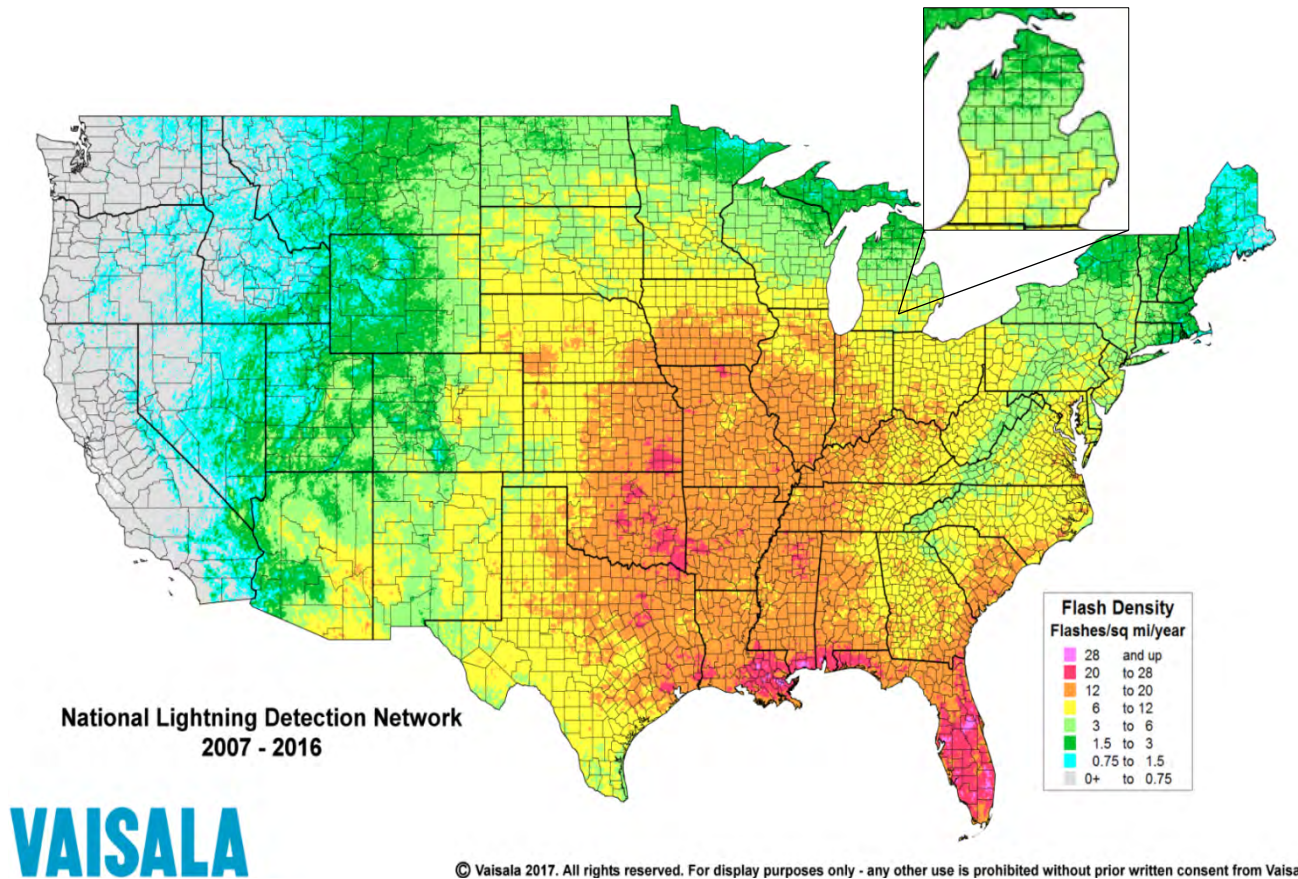 National Lightning Detection Network
2007 - 2016
Flash Density
Flashes/sq mi/year
28 and up
20 to 28
12 to 20
6 to 12
3 to 6
1.5 to 3
0.75 to 1.5
0+ to 0.75
VAISALA
© Vaisala 2017. All rights reserved. For display purposes only - any other use is prohibited without prior written consent from Vaisa